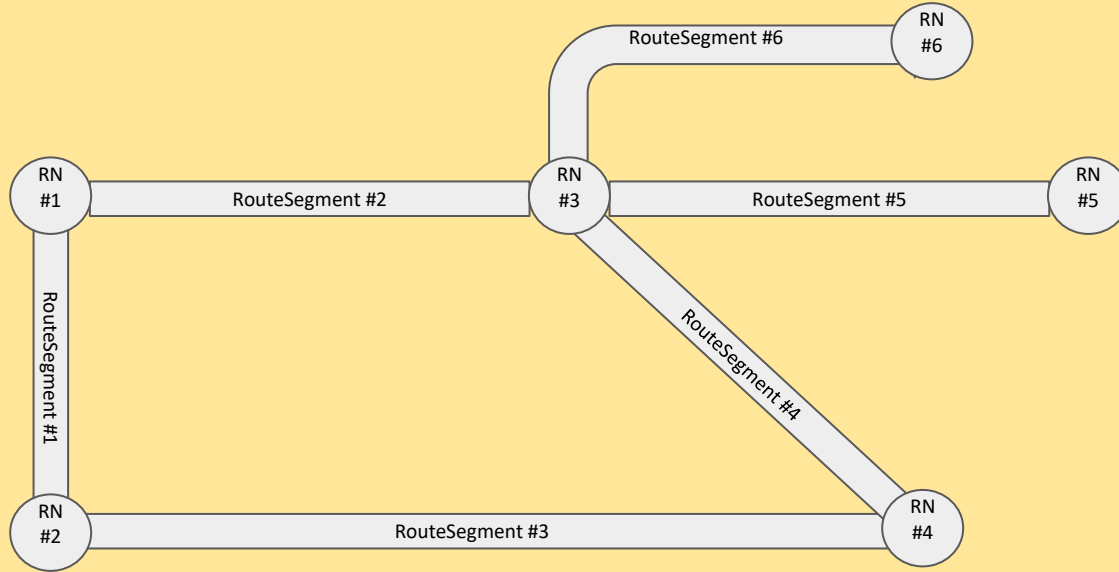 RouteSegment #6
RN
#6
RN
#1
RouteSegment #2
RN
#3
RouteSegment #5
RN
#5
RouteSegment #1
RouteSegment #4
RN
#2
RouteSegment #3
RN
#4